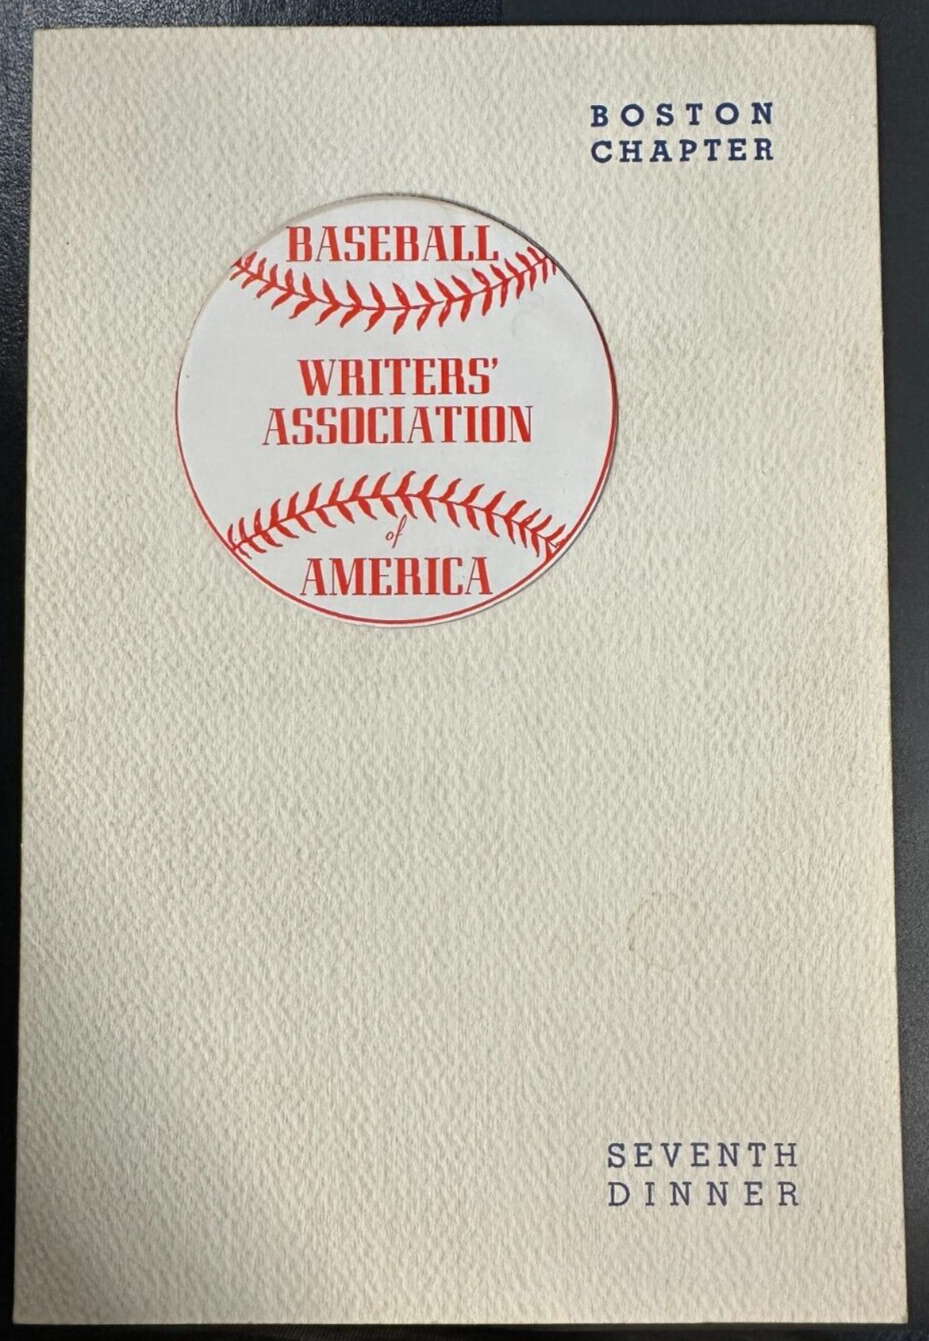 BOSTON
CHAPTER
BASEBALL
WRITERS'
ASSOCIATION
of
AMERICA
SEVENTH
DINNER